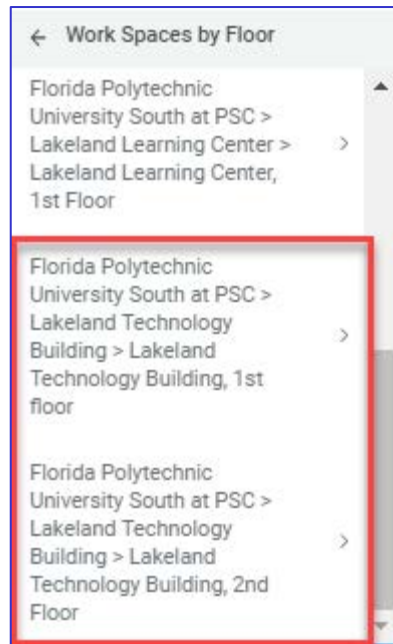 ← Work Spaces by Floor
Florida Polytechnic
University South at PSC >
Lakeland Learning Center >
Lakeland Learning Center,
1st Floor
Florida Polytechnic
University South at PSC >
Lakeland Technology
Building > Lakeland
Technology Building, 1st
floor
Florida Polytechnic
University South at PSC >
Lakeland Technology
Building > Lakeland
Technology Building, 2nd
Floor